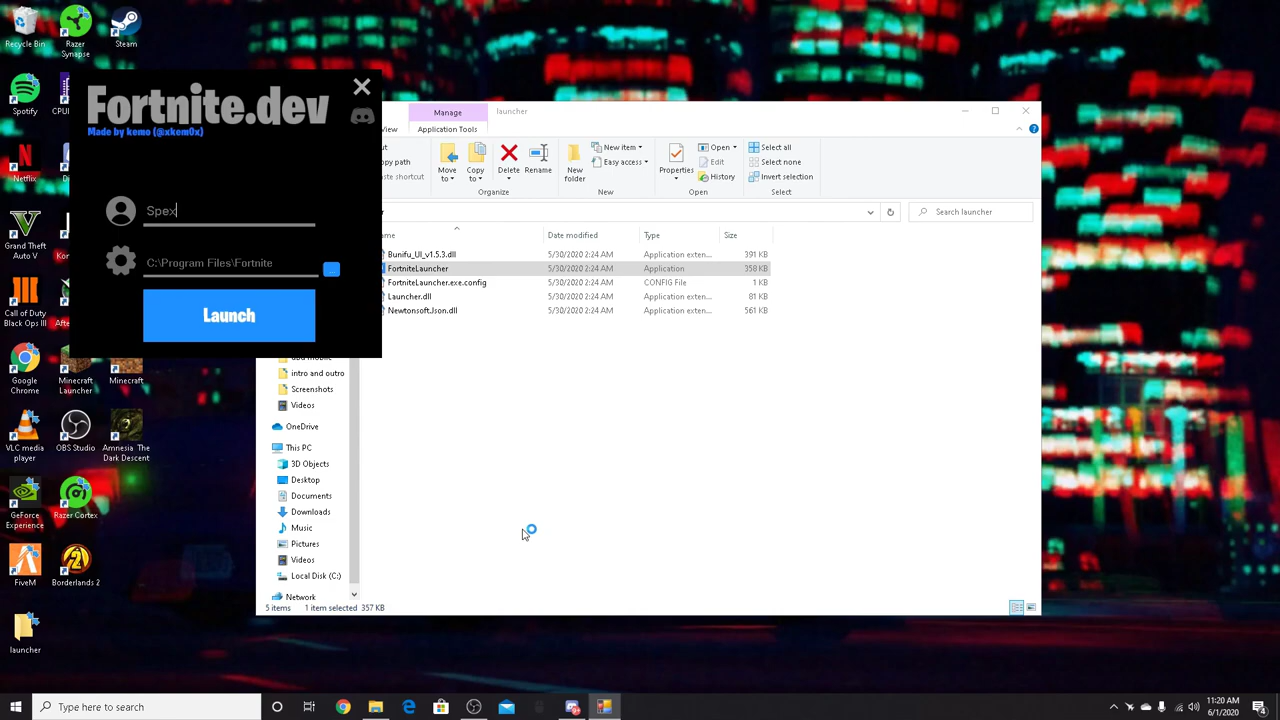 Recycle Bin
Razer Synapse
Steam
Spotify
CPU
Netflix
Grand Theft Auto V
Call of Duty Black Ops III
Google Chrome
Minecraft Launcher
Minecraft
VLC media player
OBS Studio
Amnesia The Dark Descent
GeForce Experience
Razer Cortex
FiveM
Borderlands 2
launcher
Fortnite.dev
Made by kemo (@xkem0x)
Spex
C:\Program Files\Fortnite
...
Launch
Manage
launcher
View
Application Tools
Move to
Copy to
Delete
Rename
New folder
New item
Easy access
Properties
Open
Edit
History
Select all
Select none
Invert selection
Organize
New
Open
Select
Search launcher
Date modified
Type
Size
Bunifu_UI_v1.5.3.dll 5/30/2020 2:24 AM Application exten... 391 KB
FortniteLauncher 5/30/2020 2:24 AM Application 358 KB
FortniteLauncher.exe.config 5/30/2020 2:24 AM CONFIG File 1 KB
Launcher.dll 5/30/2020 2:24 AM Application exten... 81 KB
Newtonsoft.Json.dll 5/30/2020 2:24 AM Application exten... 561 KB
intro and outro
Screenshots
Videos
OneDrive
This PC
3D Objects
Desktop
Documents
Downloads
Music
Pictures
Videos
Local Disk (C:)
Network
5 items 1 item selected 357 KB
Type here to search
11:20 AM
6/1/2020